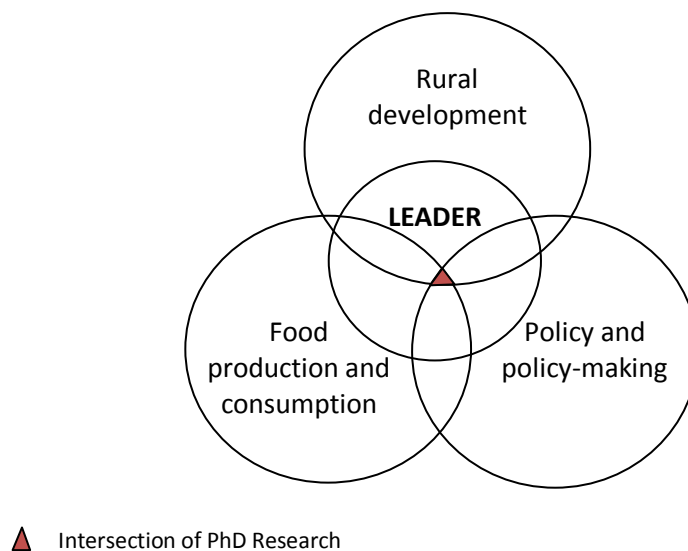 Rural
development
LEADER
Food
production and
consumption
Policy and
policy-making
Intersection of PhD Research